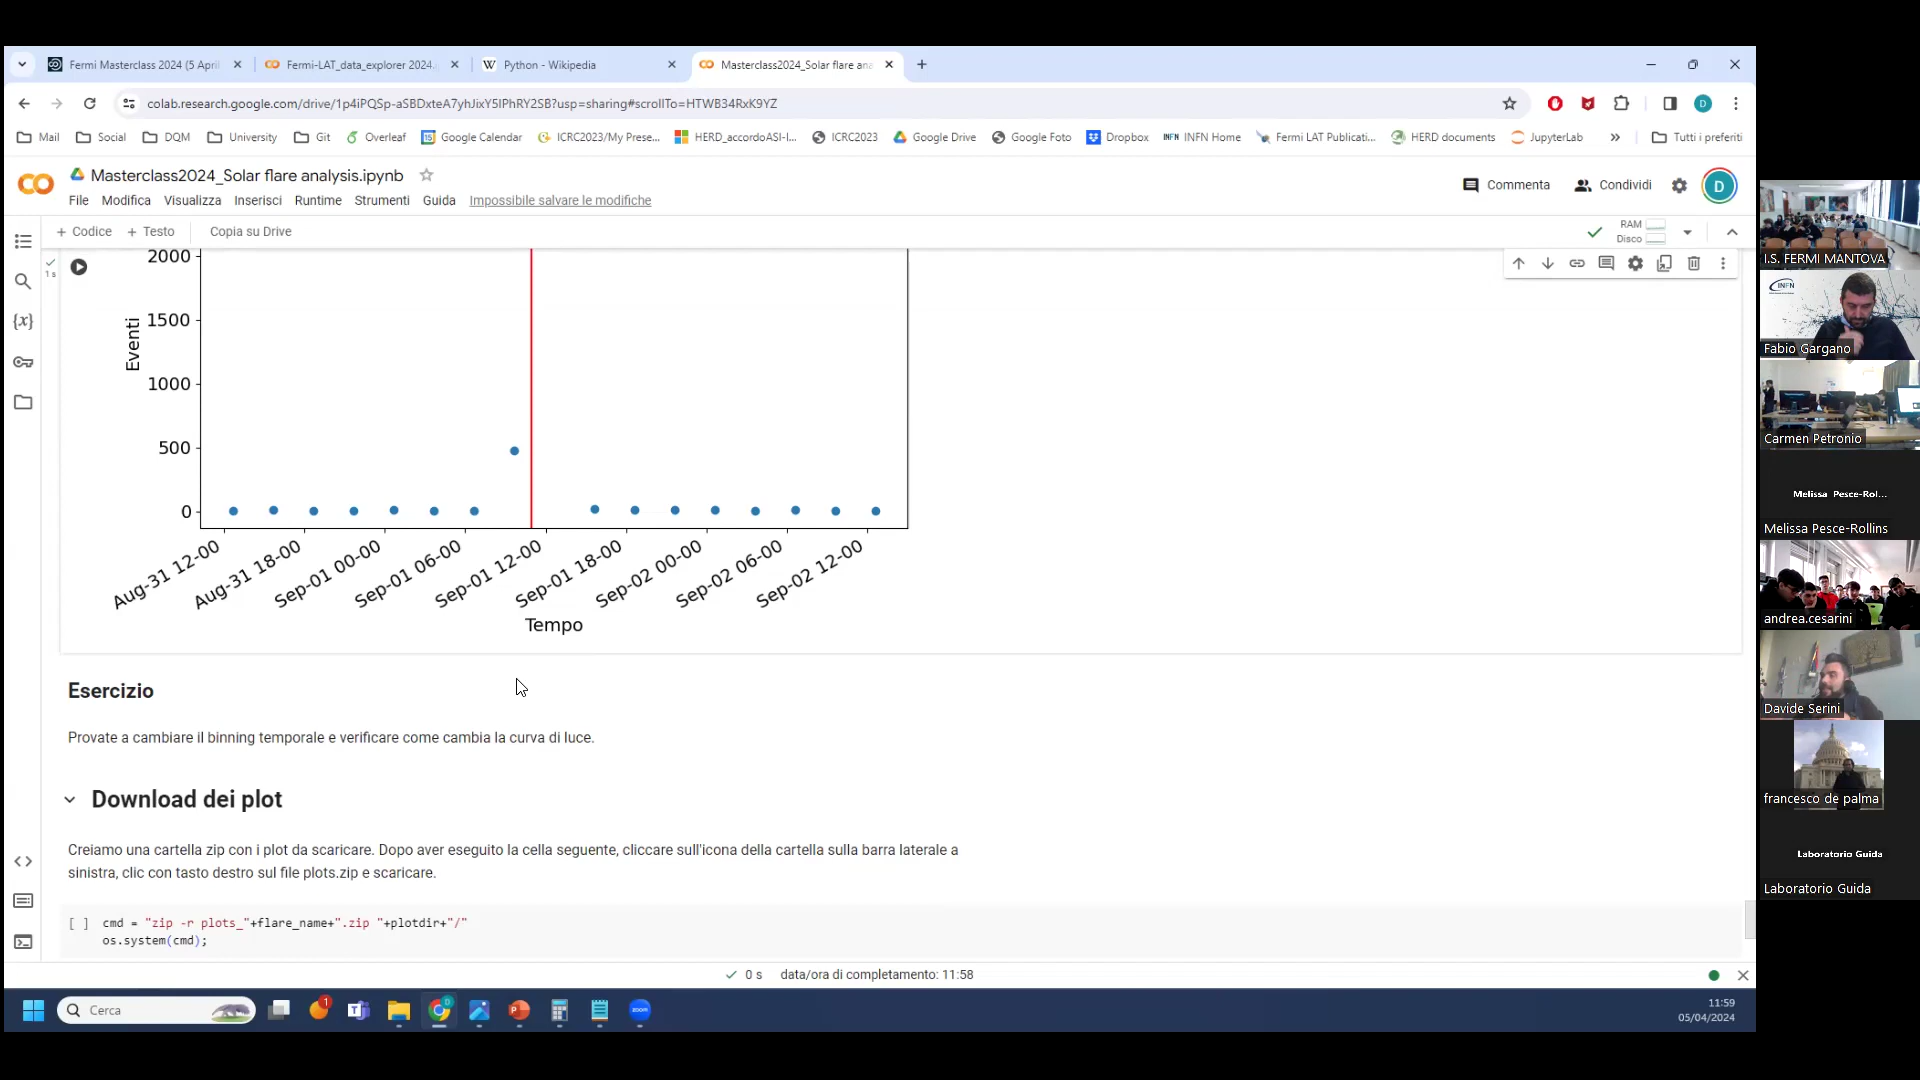 Fermi Masterclass 2024 (5 April
Fermi-LAT_data_explorer 2024.
Python - Wikipedia
Masterclass2024_Solar flare ana
colab.research.google.com/drive/1p4iPQSp-aSBDxteA7yhJixY5IPhRY2SB?usp=sharing#scrollTo=HTWB34RxK9YZ
Mail
Social
DQM
University
Git
Overleaf
Google Calendar
ICRC2023/My Prese...
HERD_accordoASI-I...
ICRC2023
Google Drive
Google Foto
Dropbox
INFN Home
Fermi LAT Publicati...
HERD documents
JupyterLab
Tutti i preferiti
Masterclass2024_Solar flare analysis.ipynb
Commenta
Condividi
D
File Modifica Visualizza Inserisci Runtime Strumenti Guida Impossibile salvare le modifiche
+ Codice + Testo Copia su Drive
RAM
Disco
1 s
2000
1500
1000
500
0
Eventi
Aug-31 12-00
Aug-31 18-00
Sep-01 00-00
Sep-01 06-00
Sep-01 12-00
Sep-01 18-00
Sep-02 00-00
Sep-02 06-00
Sep-02 12-00
Tempo
Esercizio
Provate a cambiare il binning temporale e verificare come cambia la curva di luce.
Download dei plot
Creiamo una cartella zip con i plot da scaricare. Dopo aver eseguito la cella seguente, cliccare sull'icona della cartella sulla barra laterale a
sinistra, clic con tasto destro sul file plots.zip e scaricare.
[ ] cmd = "zip -r plots_"+flare_name+".zip "+plotdir+"/"
os.system(cmd);
0 s data/ora di completamento: 11:58
Cerca
1
zoom
11:59
05/04/2024
I.S. FERMI MANTOVA
INFN
Fabio Gargano
Carmen Petronio
Melissa Pesce-Rol...
Melissa Pesce-Rollins
andrea.cesarini
Davide Serini
francesco de palma
Laboratorio Guida
Laboratorio Guida